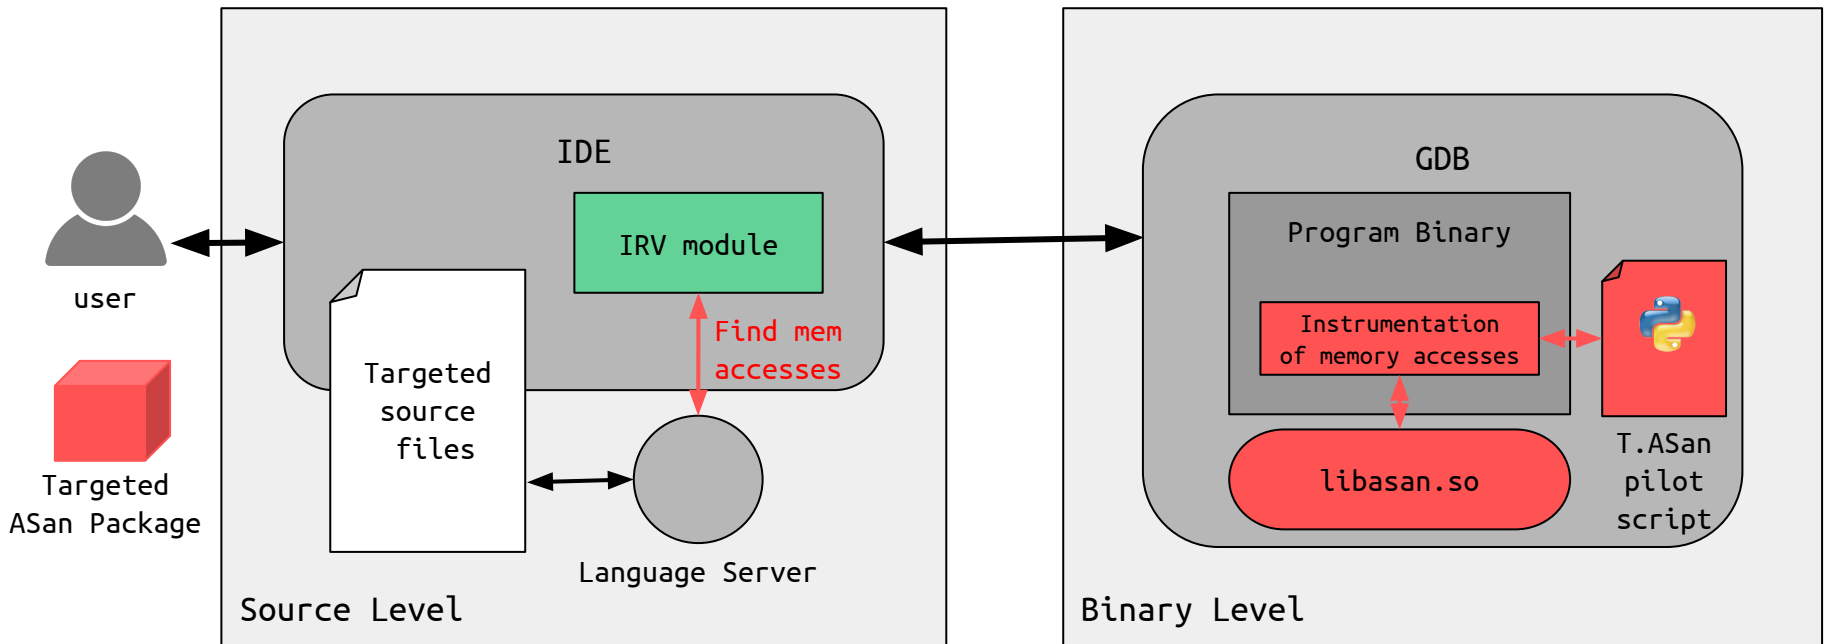 user
Targeted
ASan Package
IDE
IRV module
Find mem
accesses
Targeted
source
files
Language Server
Source Level
GDB
Program Binary
Instrumentation
of memory accesses
libasan.so
T.ASan
pilot
script
Binary Level